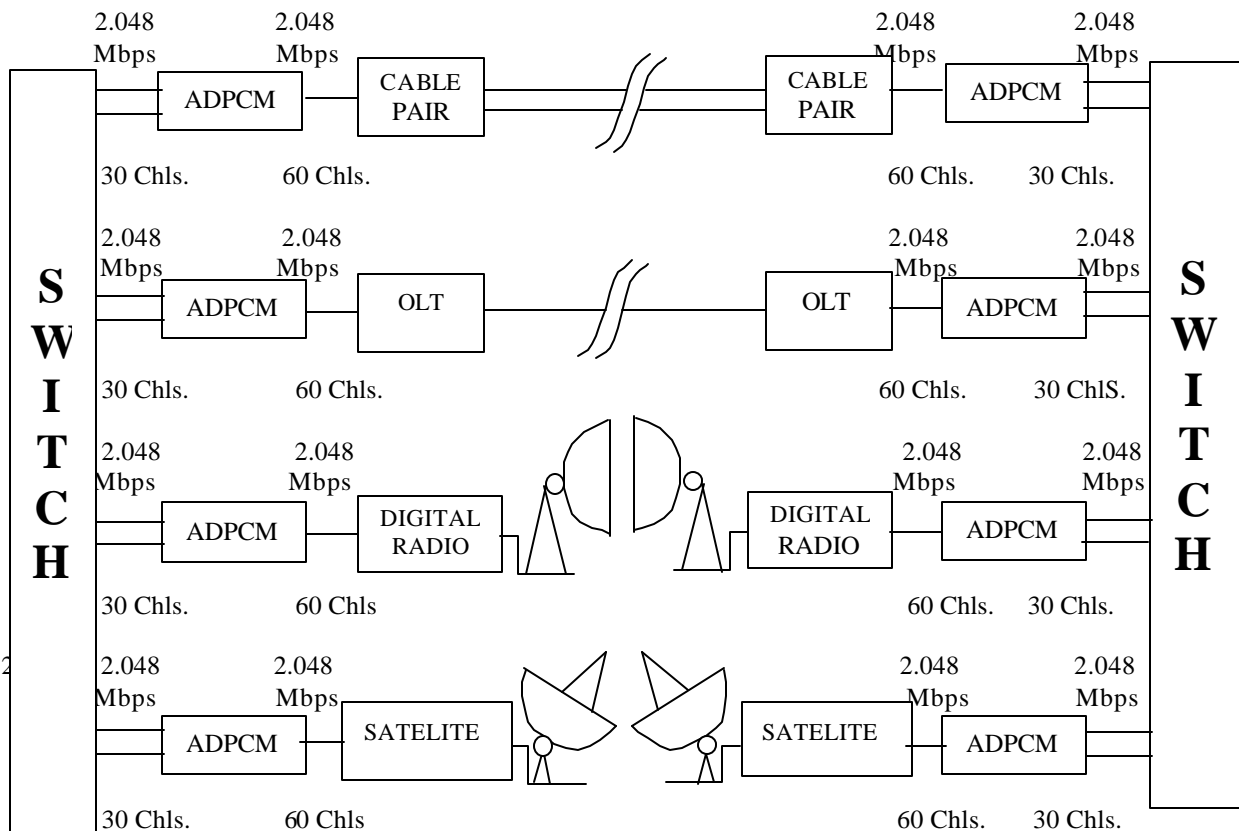 2.048 2.048 2.048 2.048
Mbps Mbps Mbps Mbps
ADPCM CABLE PAIR CABLE PAIR ADPCM
30 Chls. 60 Chls. 60 Chls. 30 Chls.
2.048 2.048 2.048 2.048
Mbps Mbps Mbps Mbps
ADPCM OLT OLT ADPCM
30 Chls. 60 Chls. 60 Chls. 30 ChlS.
2.048 2.048 2.048 2.048
Mbps Mbps Mbps Mbps
ADPCM DIGITAL RADIO DIGITAL RADIO ADPCM
30 Chls. 60 Chls 60 Chls. 30 Chls.
2.048 2.048 2.048 2.048
Mbps Mbps Mbps Mbps
ADPCM SATELITE SATELITE ADPCM
30 Chls. 60 Chls 60 Chls. 30 Chls.
SWITCH
SWITCH